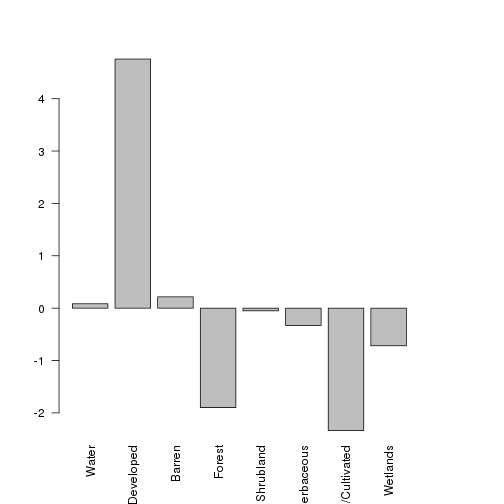 4
3
2
1
0
-1
-2
Water
Developed
Barren
Forest
Shrubland
erbaceous
/Cultivated
Wetlands